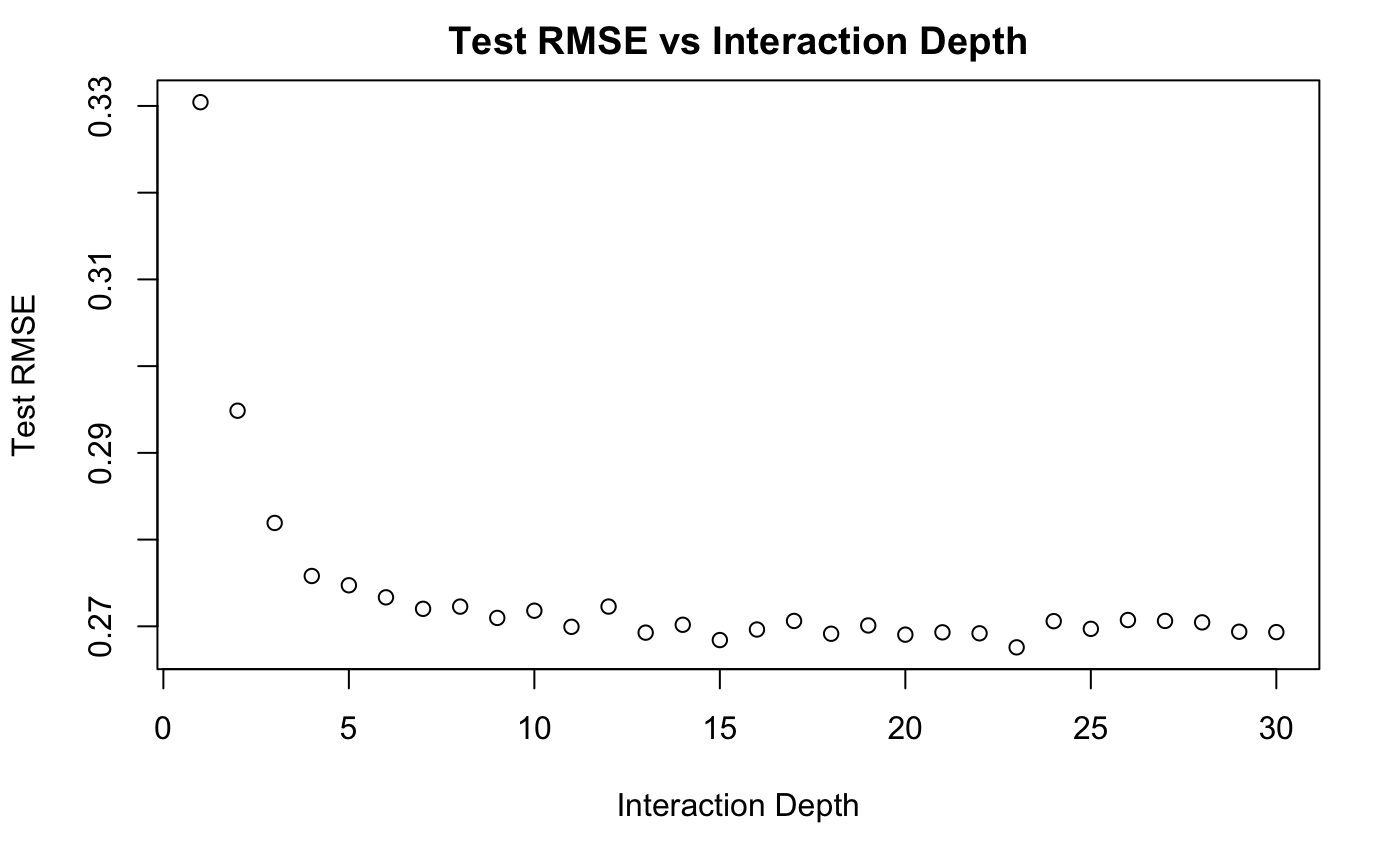 Test RMSE vs Interaction Depth
0.33
0.31
0.29
0.27
Test RMSE
0 5 10 15 20 25 30
Interaction Depth